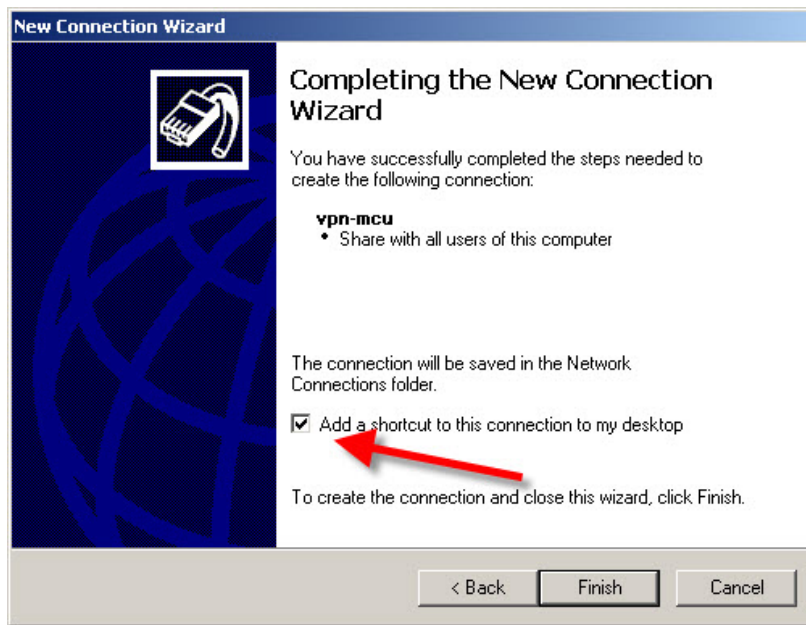 New Connection Wizard
Completing the New Connection
Wizard
You have successfully completed the steps needed to
create the following connection:
vpn-mcu
• Share with all users of this computer
The connection will be saved in the Network
Connections folder.
Add a shortcut to this connection to my desktop
To create the connection and close this wizard, click Finish.
< Back
Finish
Cancel